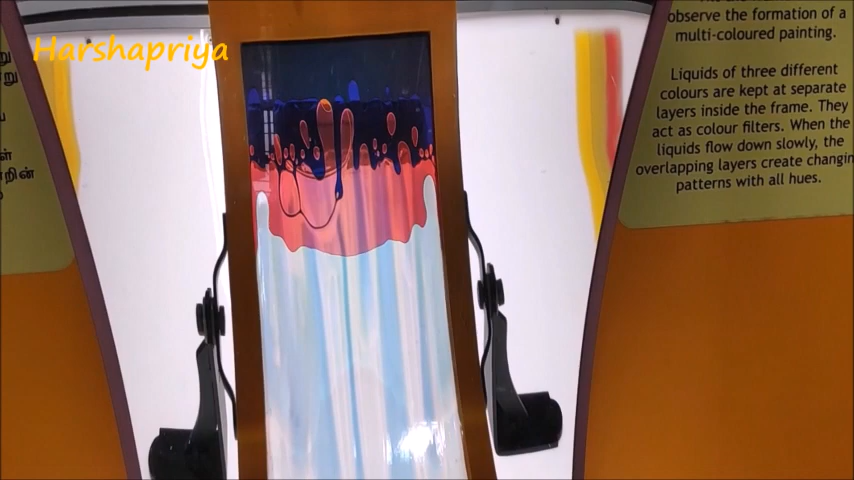 Harshapriya
று
ள்
றின்
observe the formation of a
multi-coloured painting.
Liquids of three different
colours are kept at separate
layers inside the frame. They
act as colour filters. When the
liquids flow down slowly, the
overlapping layers create changin
patterns with all hues.